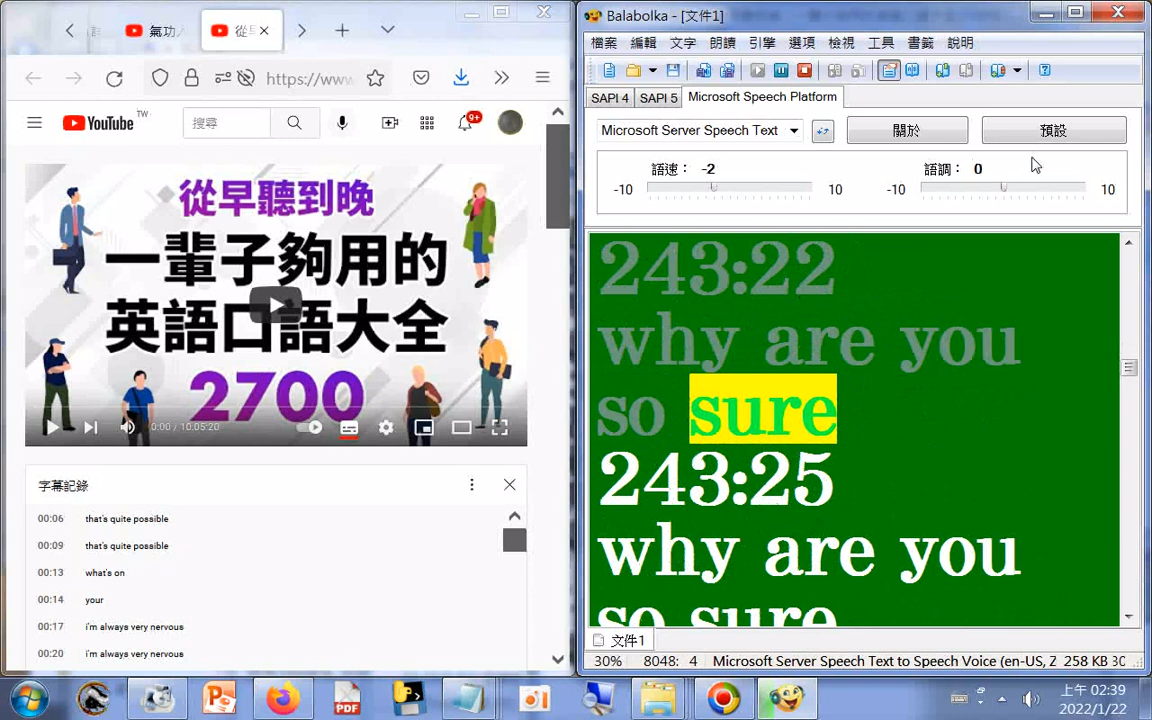 氣功
從
https://www
YouTube TW
搜尋
9+
從早聽到晚
一輩子夠用的
英語口語大全
2700
0:00 / 10:05:20
字幕記錄
00:06 that's quite possible
00:09 that's quite possible
00:13 what's on
00:14 your
00:17 i'm always very nervous
00:20 i'm always very nervous
Balabolka - [文件1]
檔案 編輯 文字 朗讀 引擎 選項 檢視 工具 書籤 說明
SAPI 4 SAPI 5 Microsoft Speech Platform
Microsoft Server Speech Text
關於 預設
語速： -2 語調： 0
-10 10 -10 10
243:22
why are you
so sure
243:25
why are you
so sure
文件1
30% 8048: 4 Microsoft Server Speech Text to Speech Voice (en-US, Z 258 KB 30
PDF
上午 02:39
2022/1/22